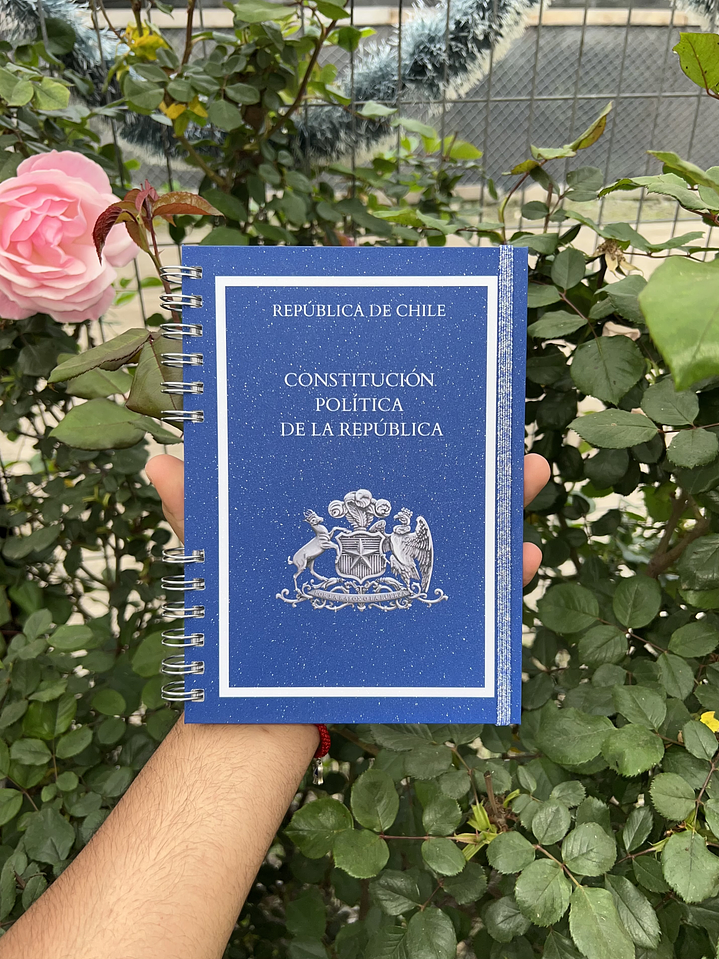 REPÚBLICA DE CHILE
CONSTITUCIÓN
POLÍTICA
DE LA REPÚBLICA